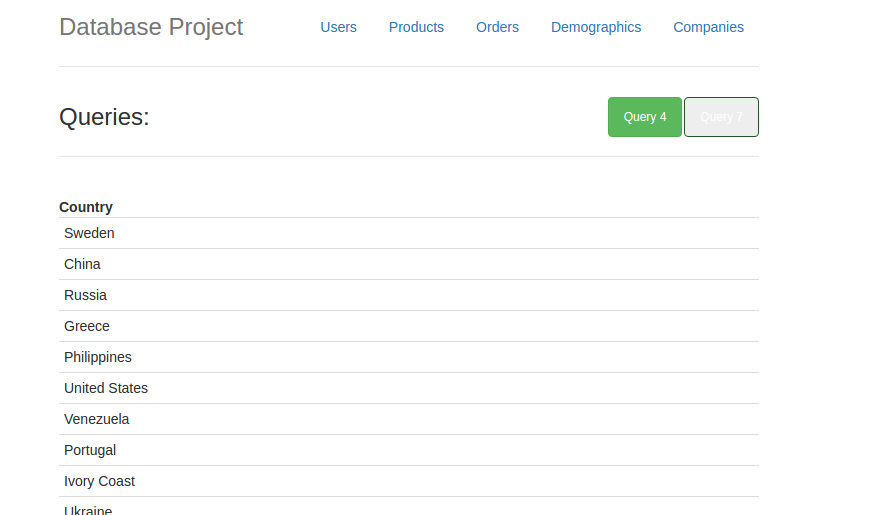 Database Project Users Products Orders Demographics Companies
Queries: Query 4 Query 7
Country
Sweden
China
Russia
Greece
Philippines
United States
Venezuela
Portugal
Ivory Coast
Ukraine